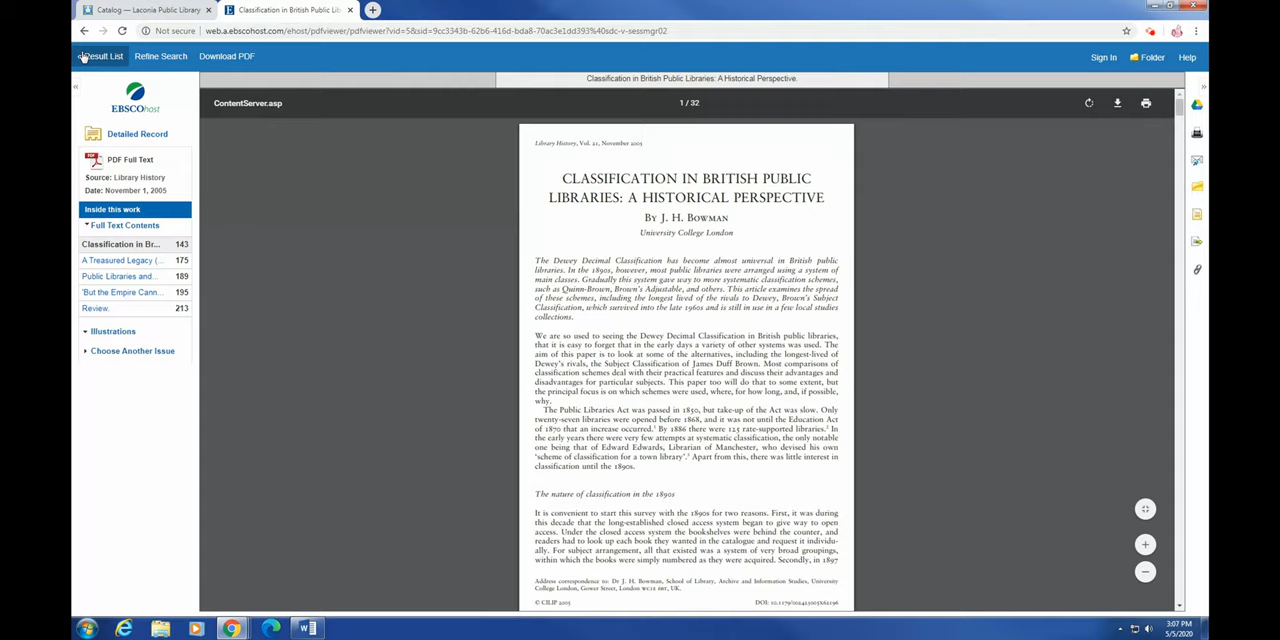 Catalog — Laconia Public Library
Classification in British Public Lib
Not secure
web.a.ebscohost.com/ehost/pdfviewer/pdfviewer?vid=5&sid=9cc3343b-62b6-416d-bda8-70ac3e1dd393%40sdc-v-sessmgr02
Result List
Refine Search
Download PDF
Sign In
Folder
Help
Classification in British Public Libraries: A Historical Perspective.
ContentServer.asp
1 / 32
EBSCOhost
Detailed Record
PDF Full Text
Source: Library History
Date: November 1, 2005
Inside this work
Full Text Contents
Classification in Br... 143
A Treasured Legacy (... 175
Public Libraries and... 189
'But the Empire Cann... 195
Review. 213
Illustrations
Choose Another Issue
Library History, Vol. 21, November 2005
CLASSIFICATION IN BRITISH PUBLIC
LIBRARIES: A HISTORICAL PERSPECTIVE
By J. H. Bowman
University College London
The Dewey Decimal Classification has become almost universal in British public
libraries. In the 1890s, however, most public libraries were arranged using a system of
main classes. Gradually this system gave way to more systematic classification schemes,
such as Quinn-Brown, Brown's Adjustable, and others. This article examines the spread
of these schemes, including the longest lived of the rivals to Dewey, Brown's Subject
Classification, which survived into the late 1960s and is still in use in a few local studies
collections.
We are so used to seeing the Dewey Decimal Classification in British public libraries,
that it is easy to forget that in the early days a variety of other systems was used. The
aim of this paper is to look at some of the alternatives, including the longest-lived of
Dewey's rivals, the Subject Classification of James Duff Brown. Most comparisons of
classification schemes deal with their practical features and discuss their advantages and
disadvantages for particular subjects. This paper too will do that to some extent, but
the principal focus is on which schemes were used, where, for how long, and, if possible,
why.
The Public Libraries Act was passed in 1850, but take-up of the Act was slow. Only
twenty-seven libraries were opened before 1868, and it was not until the Education Act
of 1870 that an increase occurred.1 By 1886 there were 125 rate-supported libraries.2 In
the early years there were very few attempts at systematic classification, the only notable
one being that of Edward Edwards, Librarian of Manchester, who devised his own
'scheme of classification for a town library'.3 Apart from this, there was little interest in
classification until the 1890s.
The nature of classification in the 1890s
It is convenient to start this survey with the 1890s for two reasons. First, it was during
this decade that the long-established closed access system began to give way to open
access. Under the closed access system the bookshelves were behind the counter, and
readers had to look up each book they wanted in the catalogue and request it individu-
ally. For subject arrangement, all that existed was a system of very broad groupings,
within which the books were simply numbered as they were acquired. Secondly, in 1897
Address correspondence to: Dr J. H. Bowman, School of Library, Archive and Information Studies, University
College London, Gower Street, London WC1E 6BT, UK.
© CILIP 2005
DOI: 10.1179/002423005X62196
3:07 PM
5/5/2020